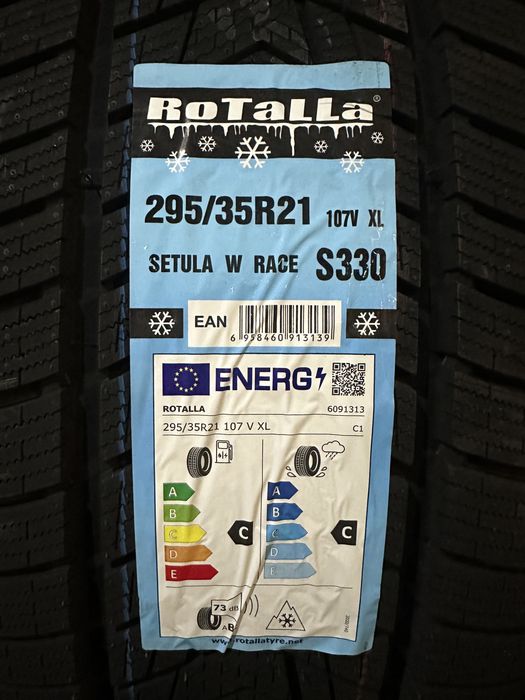 RoTaLLa®
295/35R21 107V XL
SETULA W RACE S330
EAN
6 958460 913139
ENERG
ROTALLA 6091313
295/35R21 107 V XL C1
A A
B B
C C C C
D D
E E
73 dB
AB
www.rotallatyre.net